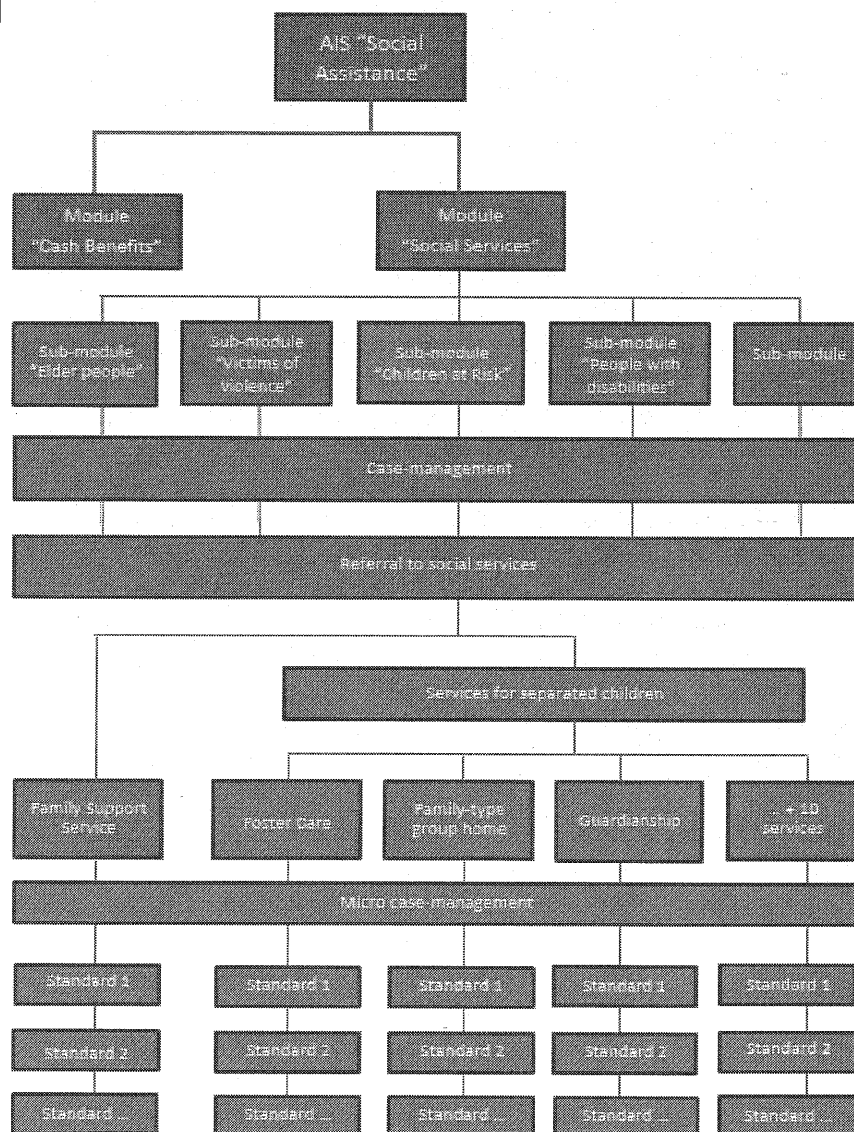 AIS “Social
Assistance”
Module
“Cash Benefits”
Module
“Social Services”
Sub-module
“Elder people”
Sub-module
“Victims of
violence”
Sub-module
“Children at Risk”
Sub-module
“People with
disabilities”
Sub-module
...
Case-management
Referral to social services
Services for separated children
Family Support
Service
Foster Care
Family-type
group home
Guardianship
... + 10
services
Micro case-management
Standard 1
Standard 1
Standard 1
Standard 1
Standard 1
Standard 2
Standard 2
Standard 2
Standard 2
Standard 2
Standard ...
Standard ...
Standard ...
Standard ...
Standard ...